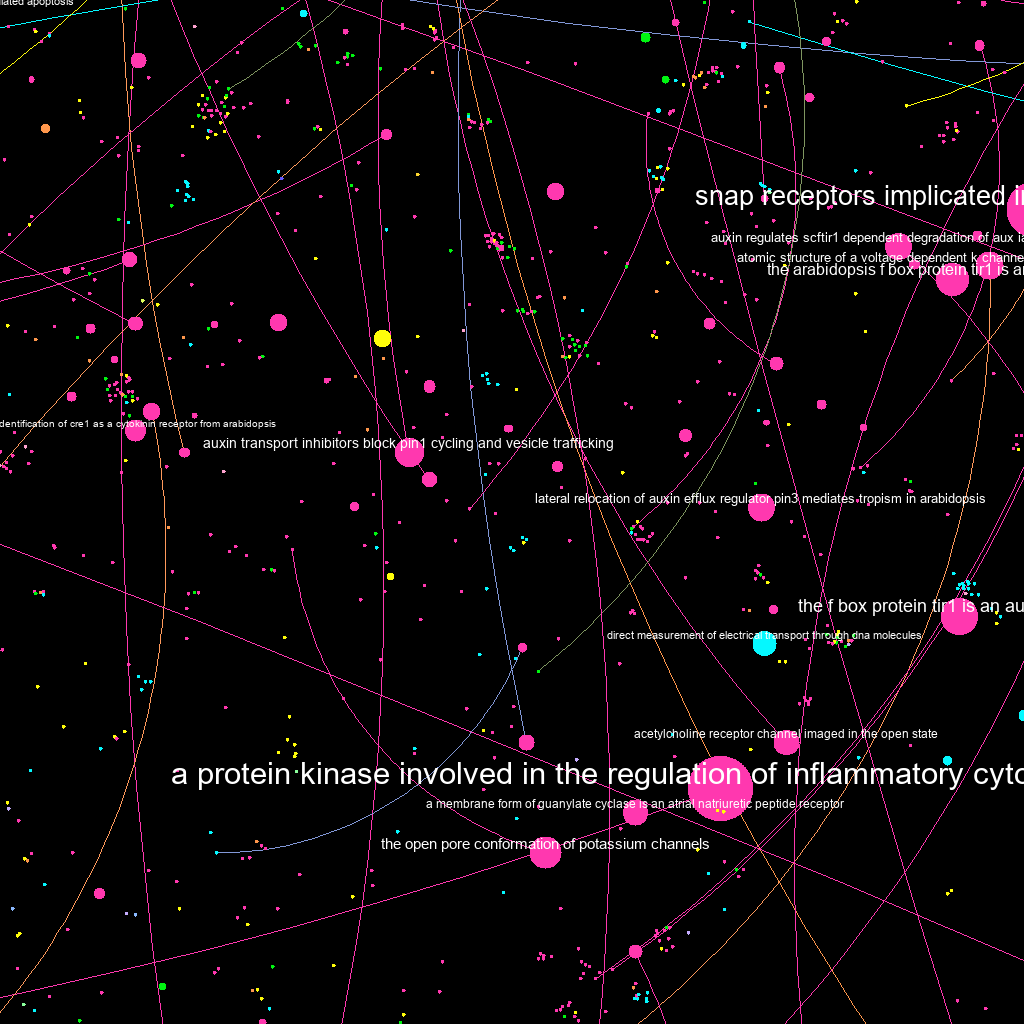 lated apoptosis
snap receptors implicated i
auxin regulates scftir1 dependent degradation of aux ia
atomic structure of a voltage dependent k channe
the arabidopsis f box protein tir1 is a
dentification of cre1 as a cytokinin receptor from arabidopsis
auxin transport inhibitors block pin1 cycling and vesicle trafficking
lateral relocation of auxin efflux regulator pin3 mediates tropism in arabidopsis
the f box protein tir1 is an au
direct measurement of electrical transport through dna molecules
acetylcholine receptor channel imaged in the open state
a protein kinase involved in the regulation of inflammatory cyto
a membrane form of guanylate cyclase is an atrial natriuretic peptide receptor
the open pore conformation of potassium channels